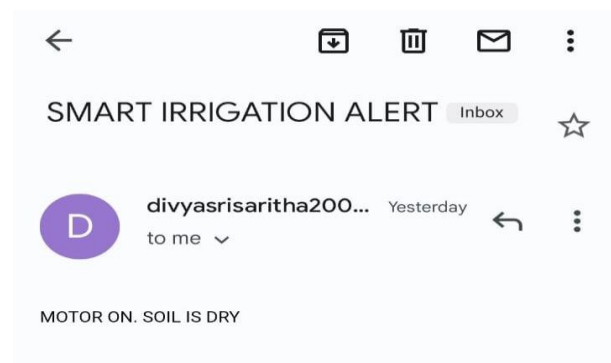 SMART IRRIGATION ALERT Inbox
D
divyasrisaritha200... Yesterday
to me
MOTOR ON. SOIL IS DRY